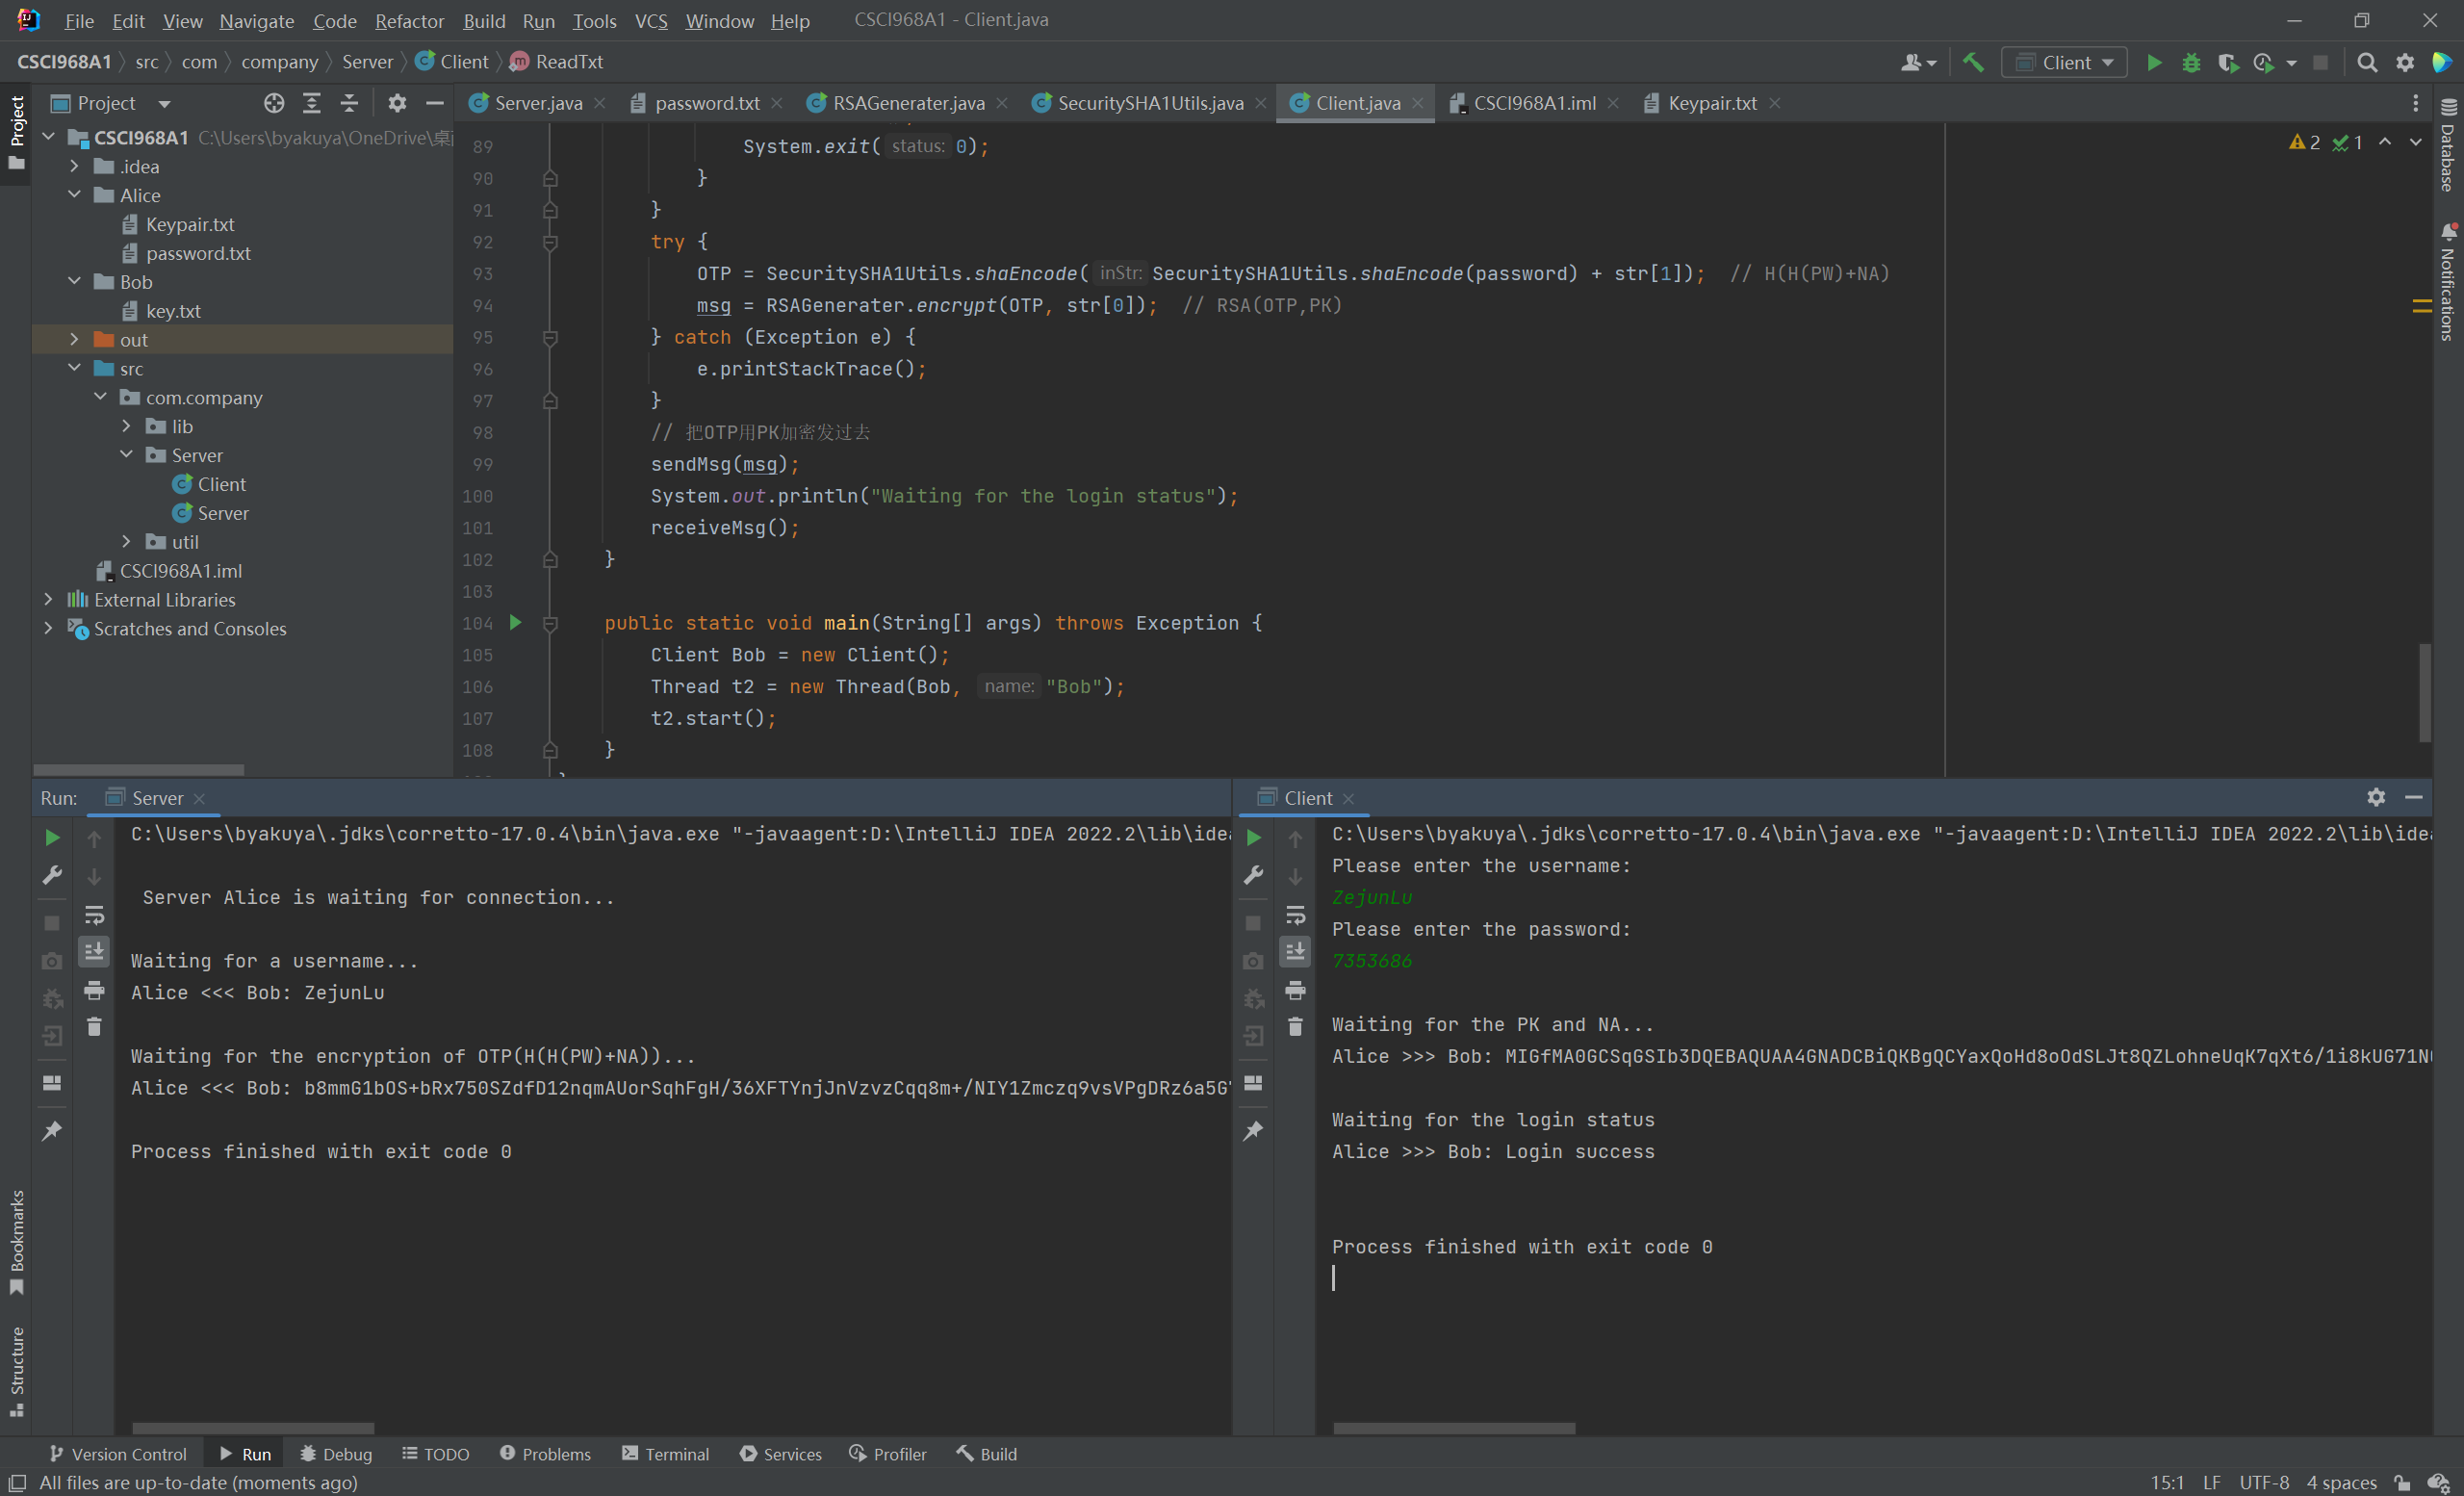 File Edit View Navigate Code Refactor Build Run Tools VCS Window Help CSCI968A1 - Client.java
CSCI968A1 src com company Server Client ReadTxt Client
Project
Server.java password.txt RSAGenerater.java SecuritySHA1Utils.java Client.java CSCI968A1.iml Keypair.txt
CSCI968A1 C:\Users\byakuya\OneDrive\桌
.idea
Alice
Keypair.txt
password.txt
Bob
key.txt
out
src
com.company
lib
Server
Client
Server
util
CSCI968A1.iml
External Libraries
Scratches and Consoles
Project
Bookmarks
Structure
2 1
89 System.exit( status: 0);
90 }
91 }
92 try {
93 OTP = SecuritySHA1Utils.shaEncode( inStr: SecuritySHA1Utils.shaEncode(password) + str[1]); // H(H(PW)+NA)
94 msg = RSAGenerater.encrypt(OTP, str[0]); // RSA(OTP,PK)
95 } catch (Exception e) {
96 e.printStackTrace();
97 }
98 // 把OTP用PK加密发过去
99 sendMsg(msg);
100 System.out.println("Waiting for the login status");
101 receiveMsg();
102 }
103
104 public static void main(String[] args) throws Exception {
105 Client Bob = new Client();
106 Thread t2 = new Thread(Bob, name: "Bob");
107 t2.start();
108 }
Database
Notifications
Run: Server
C:\Users\byakuya\.jdks\corretto-17.0.4\bin\java.exe "-javaagent:D:\IntelliJ IDEA 2022.2\lib\idea
Server Alice is waiting for connection...
Waiting for a username...
Alice <<< Bob: ZejunLu
Waiting for the encryption of OTP(H(H(PW)+NA))...
Alice <<< Bob: b8mmG1bOS+bRx750SZdfD12nqmAUorSqhFgH/36XFTYnjJnVzvzCqq8m+/NIY1Zmczq9vsVPgDRz6a5G
Process finished with exit code 0
Client
C:\Users\byakuya\.jdks\corretto-17.0.4\bin\java.exe "-javaagent:D:\IntelliJ IDEA 2022.2\lib\idea
Please enter the username:
ZejunLu
Please enter the password:
7353686
Waiting for the PK and NA...
Alice >>> Bob: MIGfMA0GCSqGSIb3DQEBAQUAA4GNADCBiQKBgQCYaxQoHd8oOdSLJt8QZLohneUqK7qXt6/1i8kUG71N
Waiting for the login status
Alice >>> Bob: Login success
Process finished with exit code 0
Version Control Run Debug TODO Problems Terminal Services Profiler Build
All files are up-to-date (moments ago) 15:1 LF UTF-8 4 spaces